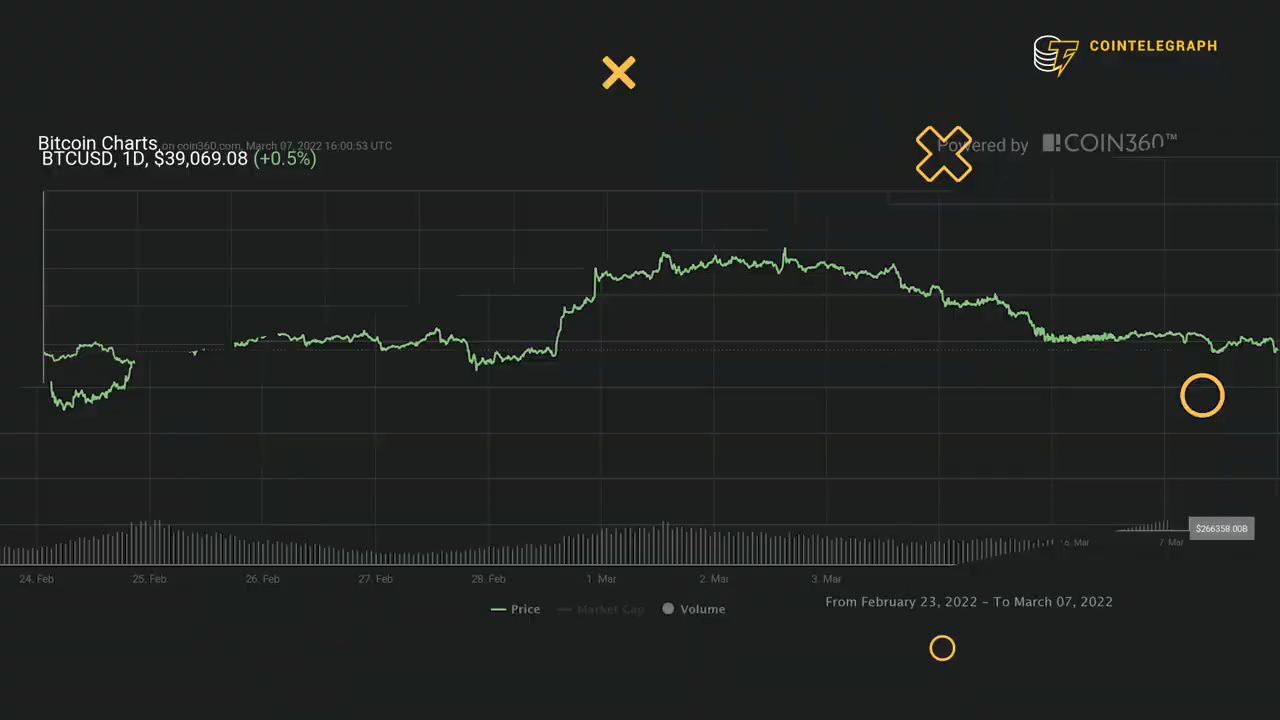 COINTELEGRAPH
Bitcoin Charts on coin360.com, March 07, 2022 16:00:53 UTC
Powered by COIN360™
BTCUSD, 1D, $39,069.08 (+0.5%)
$266358.00B
6. Mar 7. Mar
24. Feb 25. Feb 26. Feb 27. Feb 28. Feb 1. Mar 2. Mar 3. Mar
From February 23, 2022 - To March 07, 2022
Price Market Cap Volume